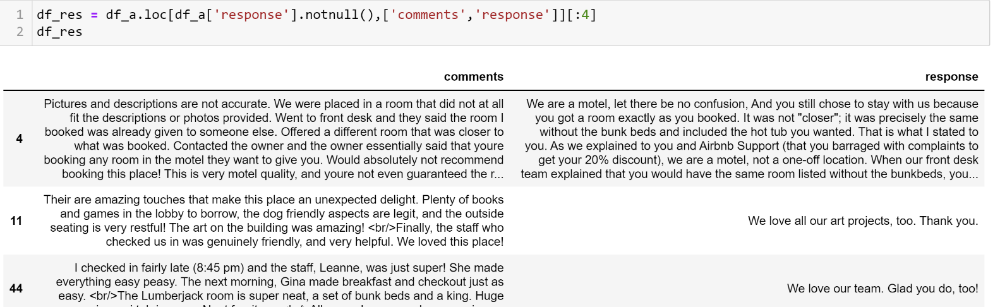 1 df_res = df_a.loc[df_a['response'].notnull(),['comments','response']][:4]
2 df_res
comments response
4
Pictures and descriptions are not accurate. We were placed in a room that did not at all
fit the descriptions or photos provided. Went to front desk and they said the room I
booked was already given to someone else. Offered a different room that was closer to
what was booked. Contacted the owner and the owner essentially said that youre
booking any room in the motel they want to give you. Would absolutely not recommend
booking this place! This is very motel quality, and youre not even guaranteed the r...
We are a motel, let there be no confusion, And you still chose to stay with us because
you got a room exactly as you booked. It was not "closer"; it was precisely the same
without the bunk beds and included the hot tub you wanted. That is what I stated to
you. As we explained to you and Airbnb Support (that you barraged with complaints to
get your 20% discount), we are a motel, not a one-off location. When our front desk
team explained that you would have the same room listed without the bunkbeds, you...
11
Their are amazing touches that make this place an unexpected delight. Plenty of books
and games in the lobby to borrow, the dog friendly aspects are legit, and the outside
seating is very restful! The art on the building was amazing! <br/>Finally, the staff who
checked us in was genuinely friendly, and very helpful. We loved this place!
We love all our art projects, too. Thank you.
44
I checked in fairly late (8:45 pm) and the staff, Leanne, was just super! She made
everything easy peasy. The next morning, Gina made breakfast and checkout just as
easy. <br/>The Lumberjack room is super neat, a set of bunk beds and a king. Huge
We love our team. Glad you do, too!